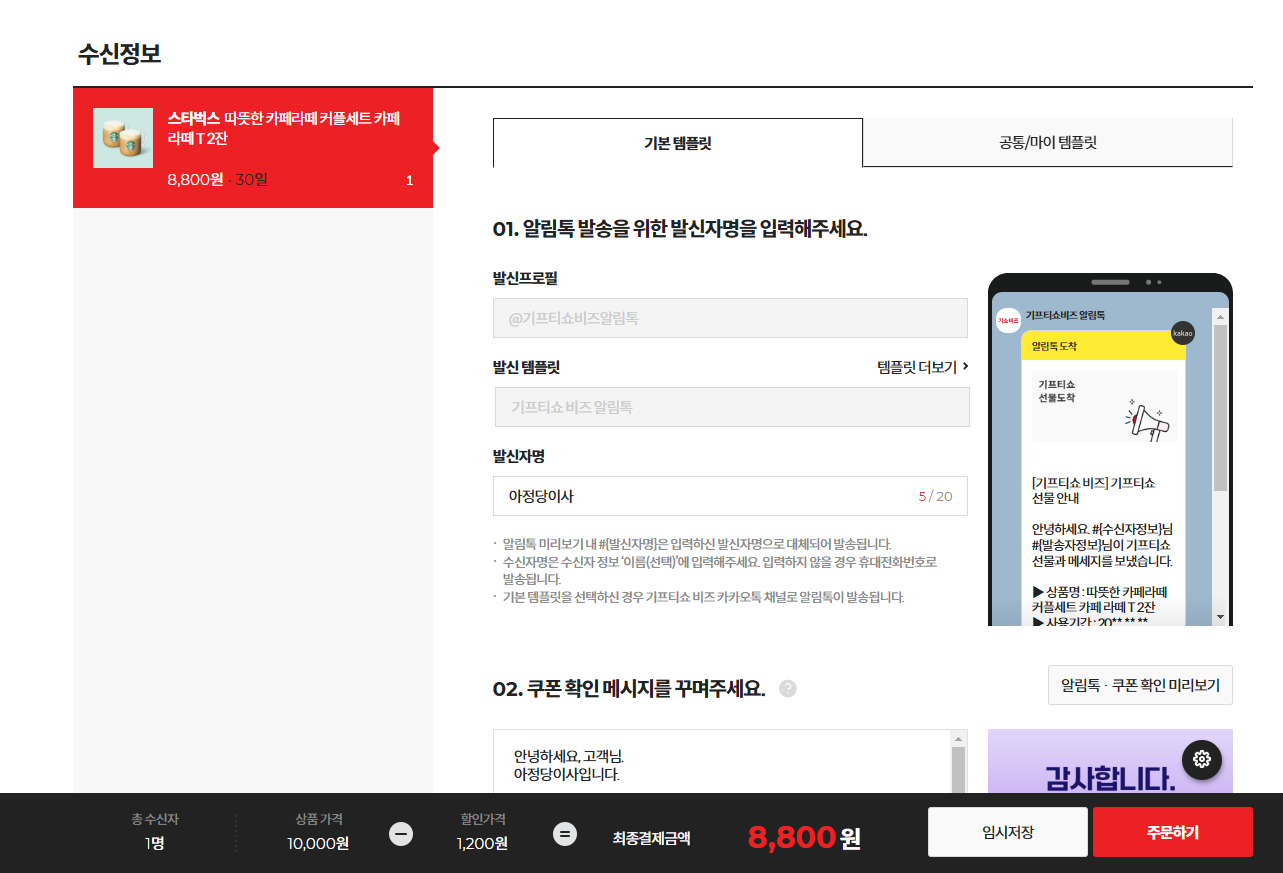 수신정보
스타벅스 따뜻한 카페라떼 커플세트 카페
라떼 T 2잔
8,800원 · 30일
1
기본 템플릿
공통/마이 템플릿
01. 알림톡 발송을 위한 발신자명을 입력해주세요.
발신프로필
@기프티쇼비즈알림톡
발신 템플릿
템플릿 더보기 >
기프티쇼 비즈 알림톡
발신자명
아정당이사
5 / 20
· 알림톡 미리보기 내 #{발신자명}은 입력하신 발신자명으로 대체되어 발송됩니다.
· 수신자명은 수신자 정보 '이름(선택)'에 입력해주세요. 입력하지 않을 경우 휴대전화번호로
발송됩니다.
· 기본 템플릿을 선택하신 경우 기프티쇼 비즈 카카오톡 채널로 알림톡이 발송됩니다.
기쇼비즈
기프티쇼비즈 알림톡
kakao
알림톡 도착
기프티쇼
선물도착
[기프티쇼 비즈] 기프티쇼
선물 안내
안녕하세요. #{수신자정보}님
#{발송자정보}님이 기프티쇼
선물과 메세지를 보냈습니다.
▶ 상품명 : 따뜻한 카페라떼
커플세트 카페 라떼 T 2잔
▶ 사용기간 : 20** ** **
02. 쿠폰 확인 메시지를 꾸며주세요. ?
알림톡 · 쿠폰 확인 미리보기
안녕하세요, 고객님.
아정당이사입니다.
감사합니다.
총 수신자
1명
상품 가격
10,000원
−
할인가격
1,200원
=
최종결제금액
8,800 원
임시저장
주문하기